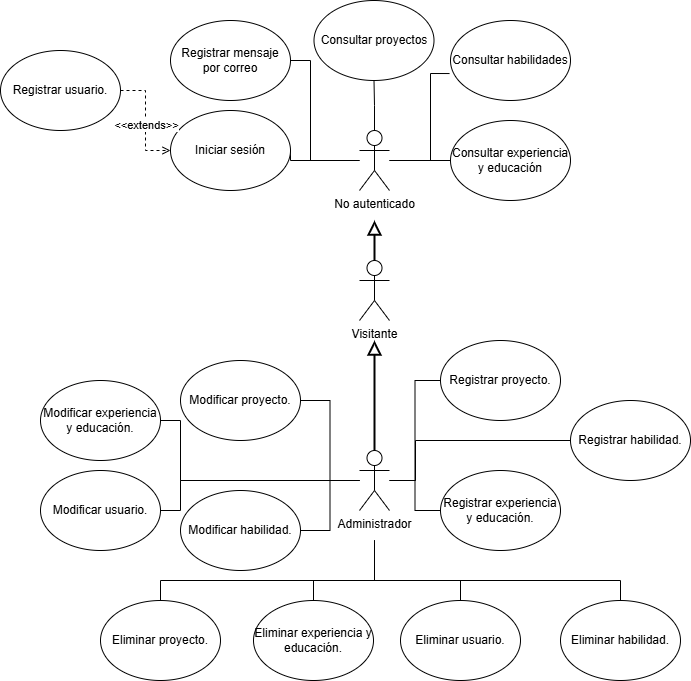 Consultar proyectos
Registrar mensaje
por correo
Consultar habilidades
Registrar usuario.
<<extends>>
Iniciar sesión
Consultar experiencia
y educación
No autenticado
Visitante
Registrar proyecto.
Modificar proyecto.
Modificar experiencia
y educación.
Registrar habilidad.
Modificar usuario.
Registrar experiencia
y educación.
Modificar habilidad.
Administrador
Eliminar proyecto.
Eliminar experiencia y
educación.
Eliminar usuario.
Eliminar habilidad.